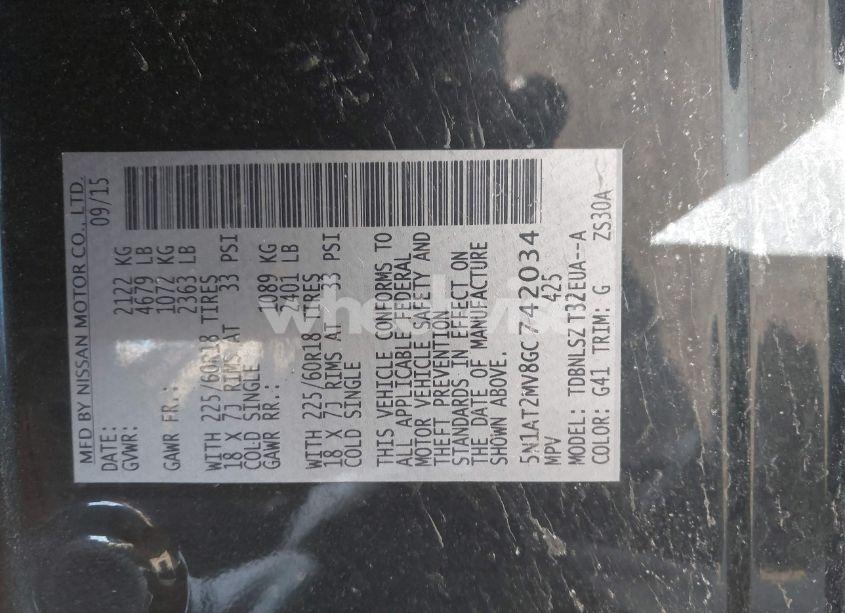 MFD BY NISSAN MOTOR CO., LTD.
DATE: 09/15
GVWR: 2122 KG
4679 LB
GAWR FR.: 1072 KG
2363 LB
WITH 225/60R18 TIRES
18 X 7J RIMS AT 33 PSI
COLD SINGLE
GAWR RR.: 1089 KG
2401 LB
WITH 225/60R18 TIRES
18 X 7J RIMS AT 33 PSI
COLD SINGLE
THIS VEHICLE CONFORMS TO
ALL APPLICABLE FEDERAL
MOTOR VEHICLE SAFETY AND
THEFT PREVENTION
STANDARDS IN EFFECT ON
THE DATE OF MANUFACTURE
SHOWN ABOVE.
5N1AT2MV8GC742034
MPV 425
MODEL: TDBNLSZ T32EUA--A
COLOR: G41 TRIM: G ZS30A